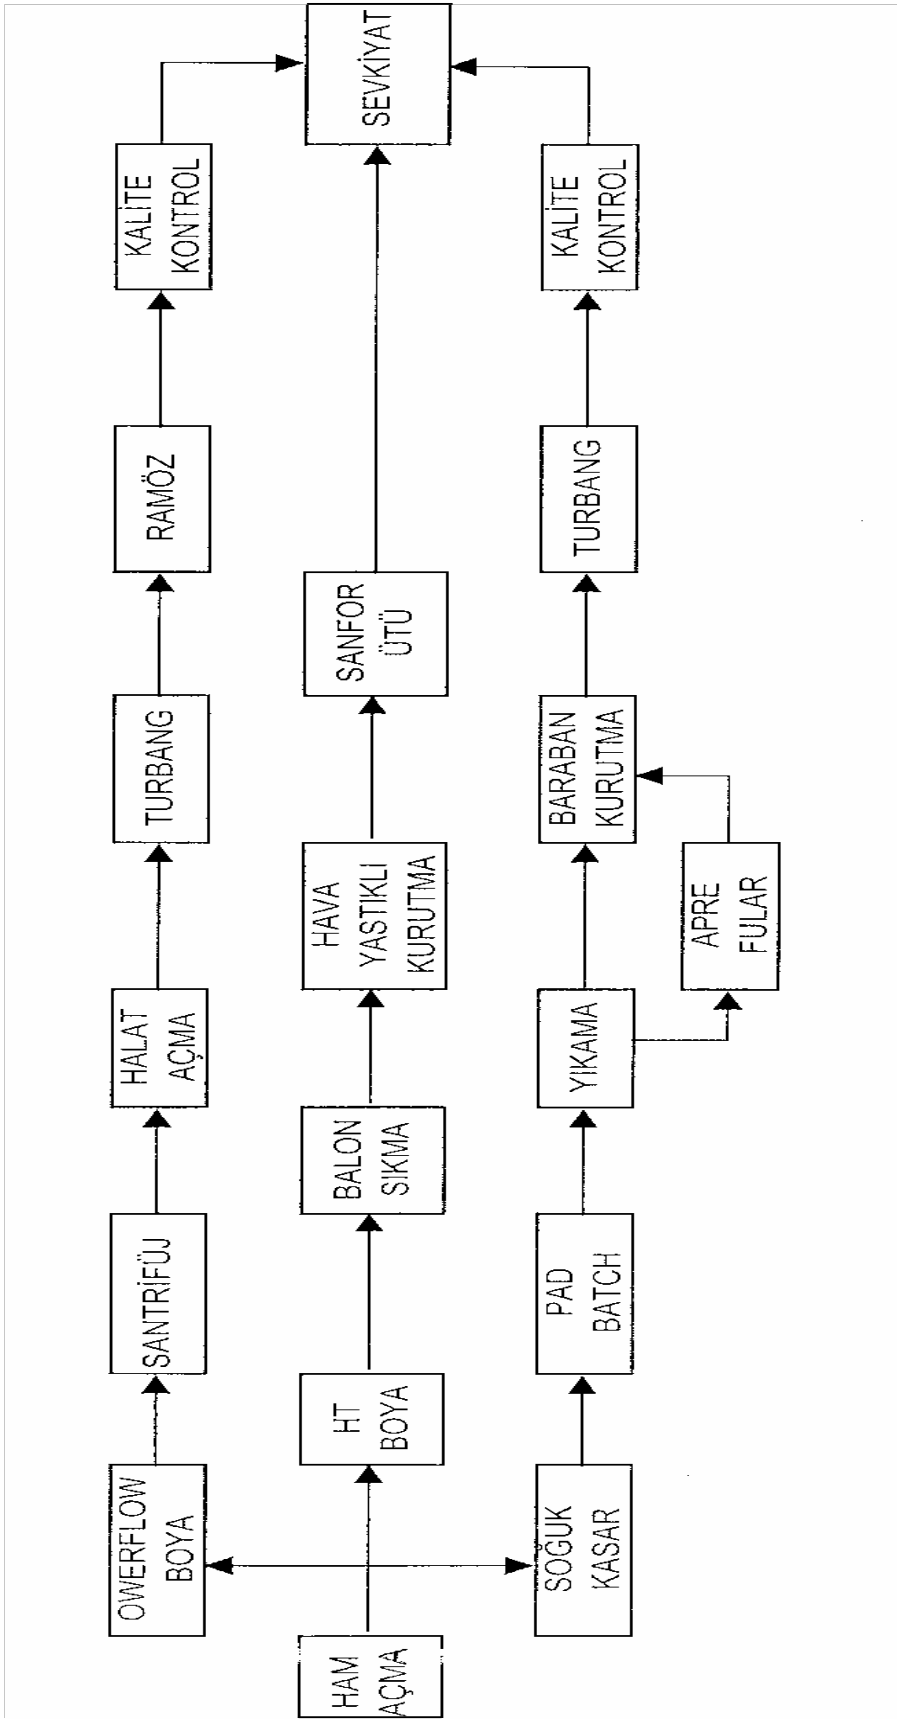 HAM
AÇMA
OWERFLOW
BOYA
SANTRİFÜJ
HALAT
AÇMA
TURBANG
RAMÖZ
KALİTE
KONTROL
HT
BOYA
BALON
SIKMA
HAVA
YASTIKLI
KURUTMA
SANFOR
ÜTÜ
SEVKİYAT
SOĞUK
KASAR
PAD
BATCH
YIKAMA
APRE
FULAR
BARABAN
KURUTMA
TURBANG
KALİTE
KONTROL